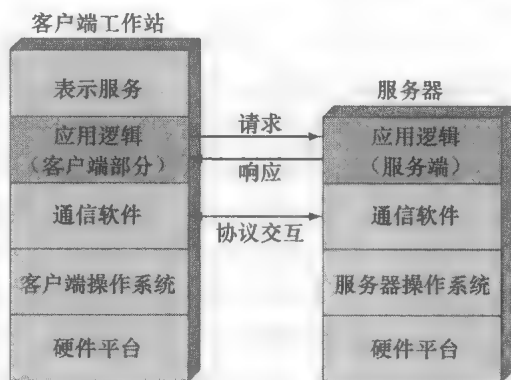 客户端工作站
表示服务
应用逻辑
（客户端部分）
通信软件
客户端操作系统
硬件平台
请求
响应
协议交互
服务器
应用逻辑
（服务端）
通信软件
服务器操作系统
硬件平台